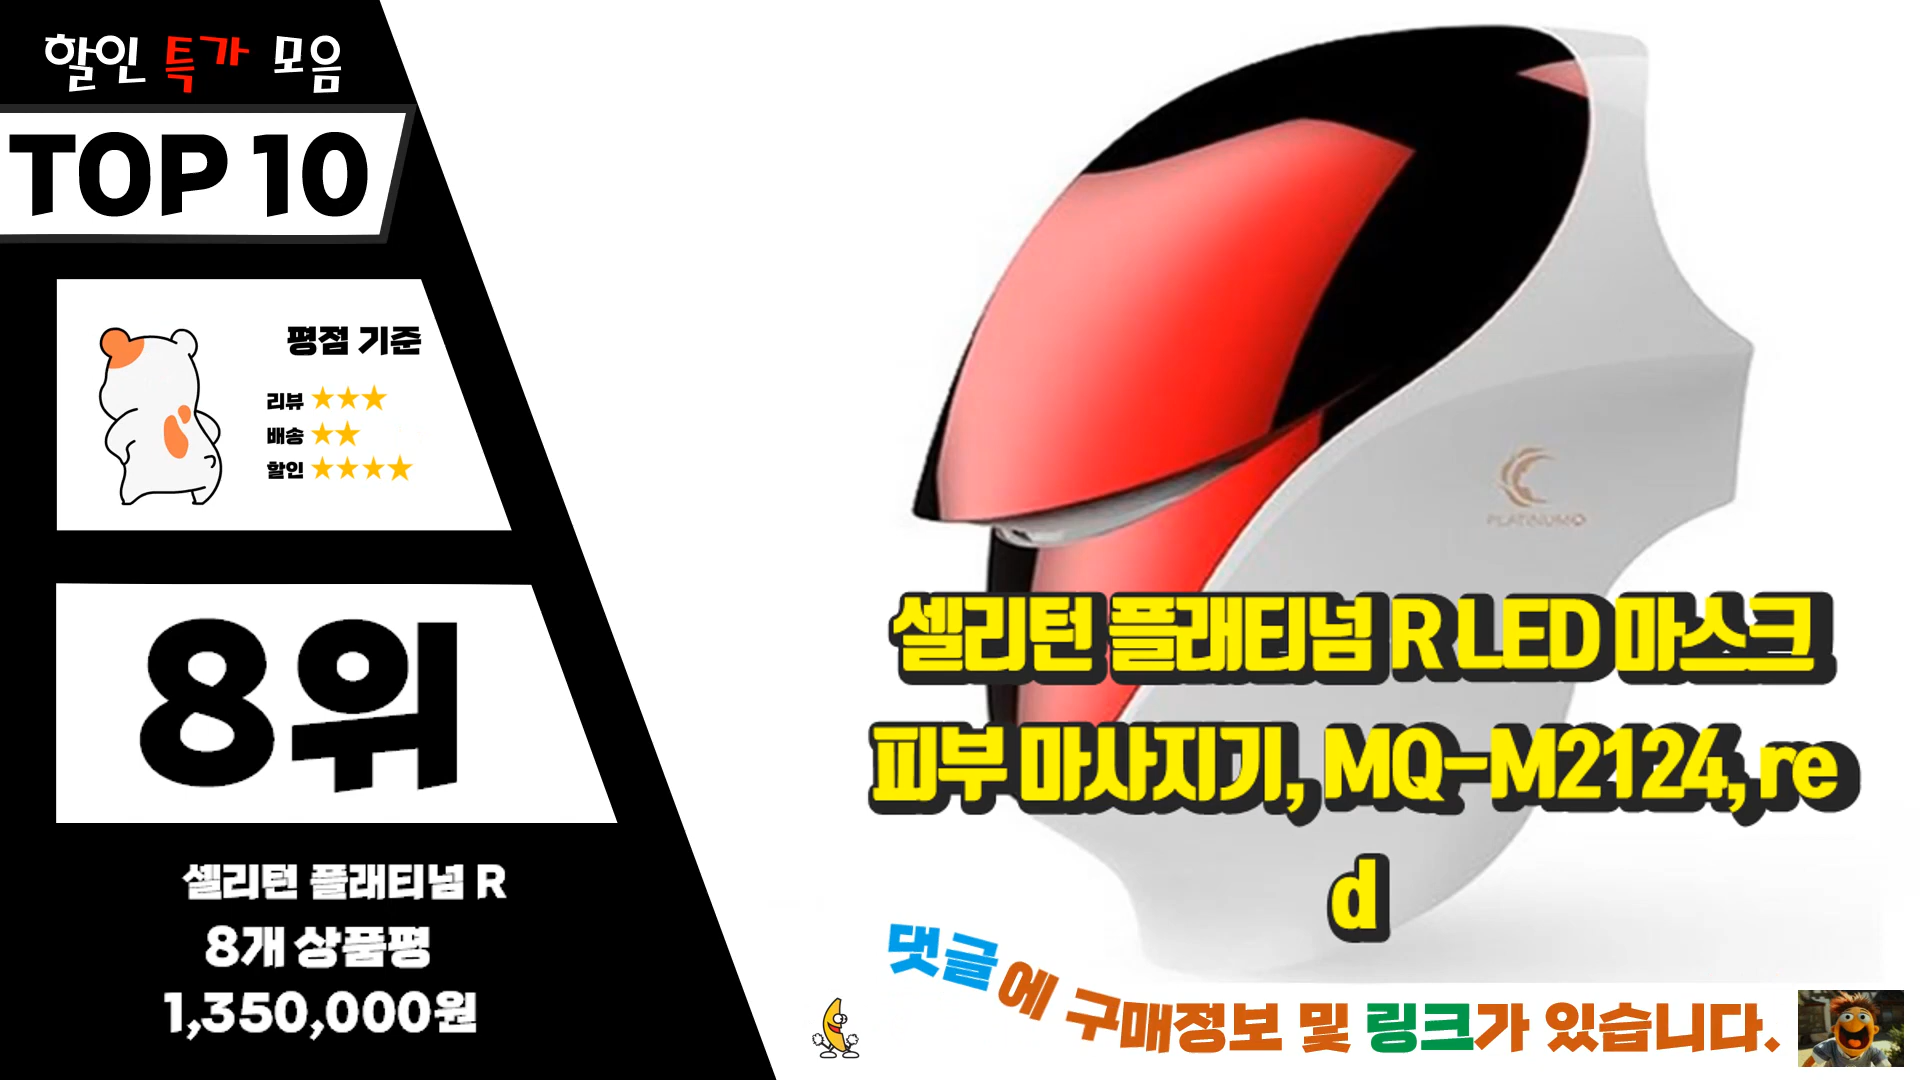 할인 특가 모음
TOP 10
평점 기준
리뷰 ★★★
배송 ★★
할인 ★★★★
8위
셀리턴 플래티넘 R
8개 상품평
1,350,000원
PLATINUM
셀리턴 플래티넘 R LED 마스크
피부 마사지기, MQ-M2124, re
d
댓글에 구매정보 및 링크가 있습니다.